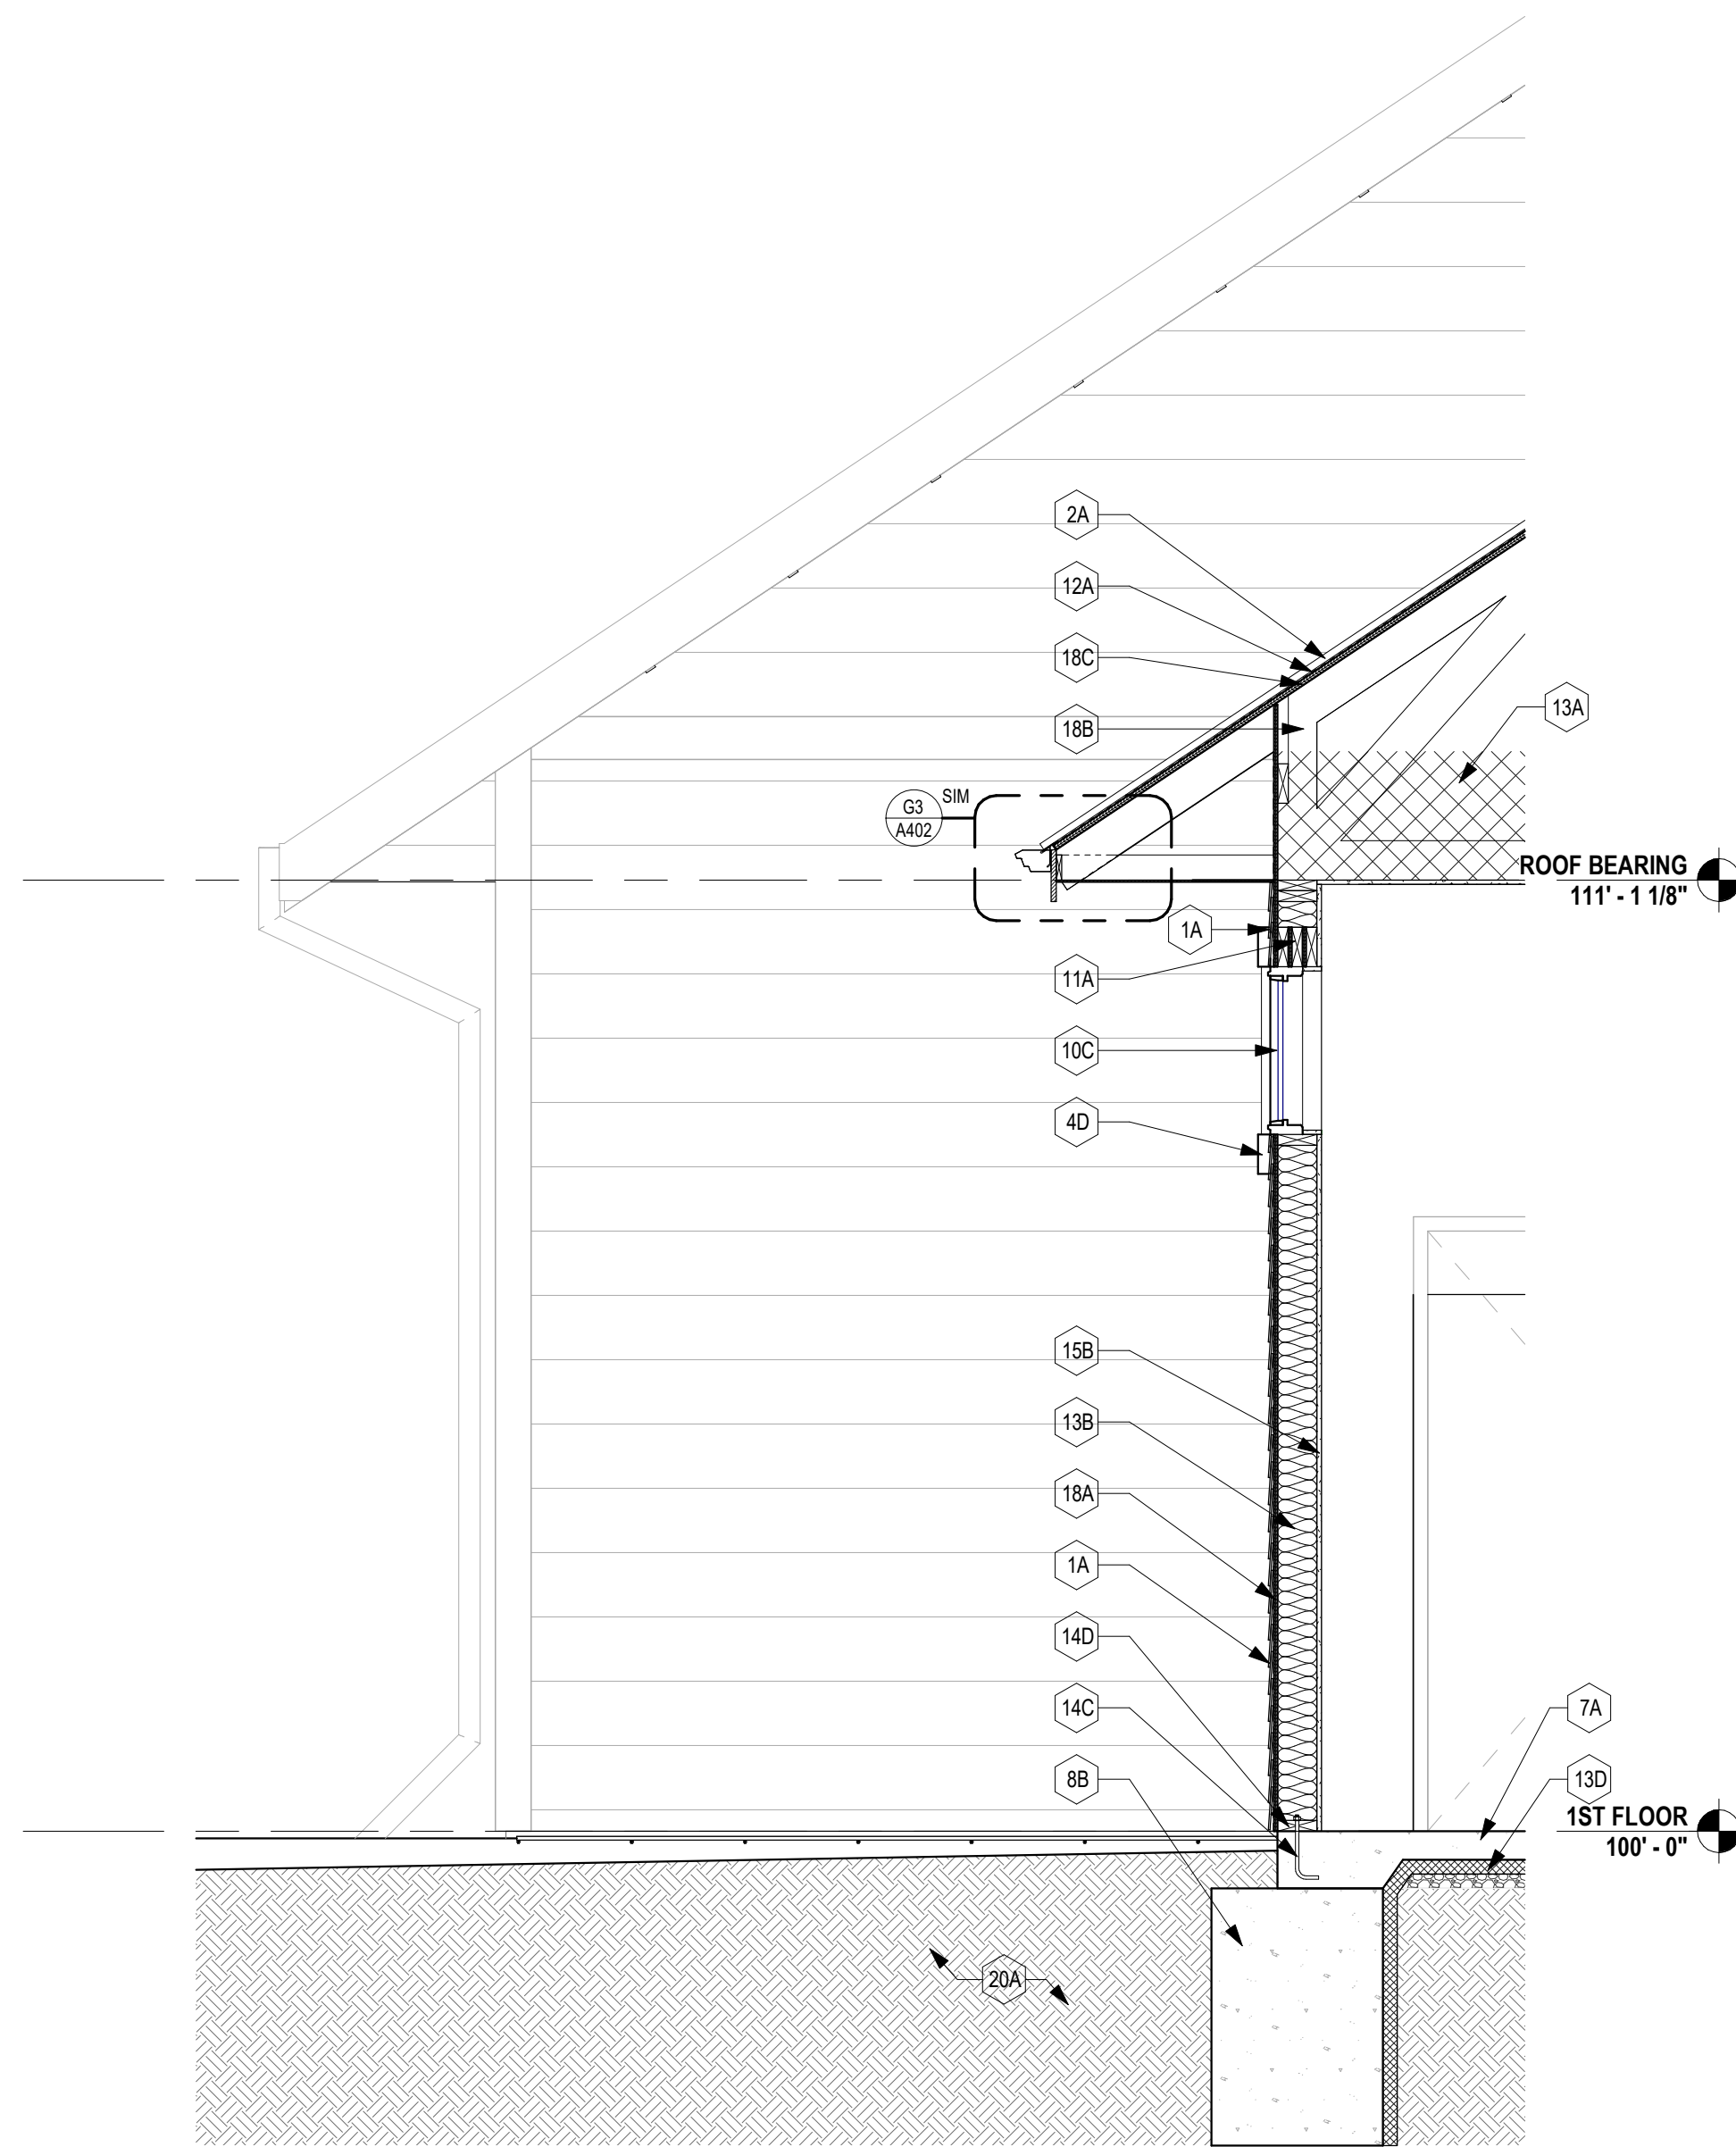 2A
12A
18C
18B
13A
G3
A402
SIM
ROOF BEARING
111' - 1 1/8"
1A
11A
10C
4D
15B
13B
18A
1A
14D
14C
7A
8B
13D
1ST FLOOR
100' - 0"
20A